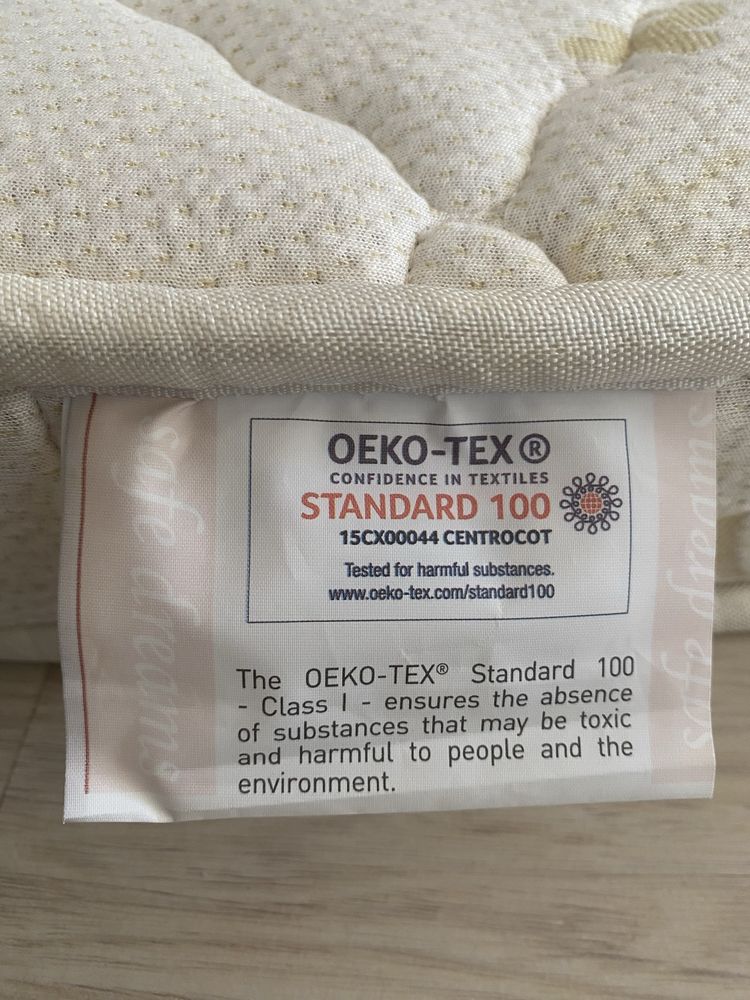 OEKO-TEX®
CONFIDENCE IN TEXTILES
STANDARD 100
15CX00044 CENTROCOT
Tested for harmful substances.
www.oeko-tex.com/standard100
The OEKO-TEX® Standard 100
- Class I - ensures the absence
of substances that may be toxic
and harmful to people and the
environment.
safe dreams
safe dreams